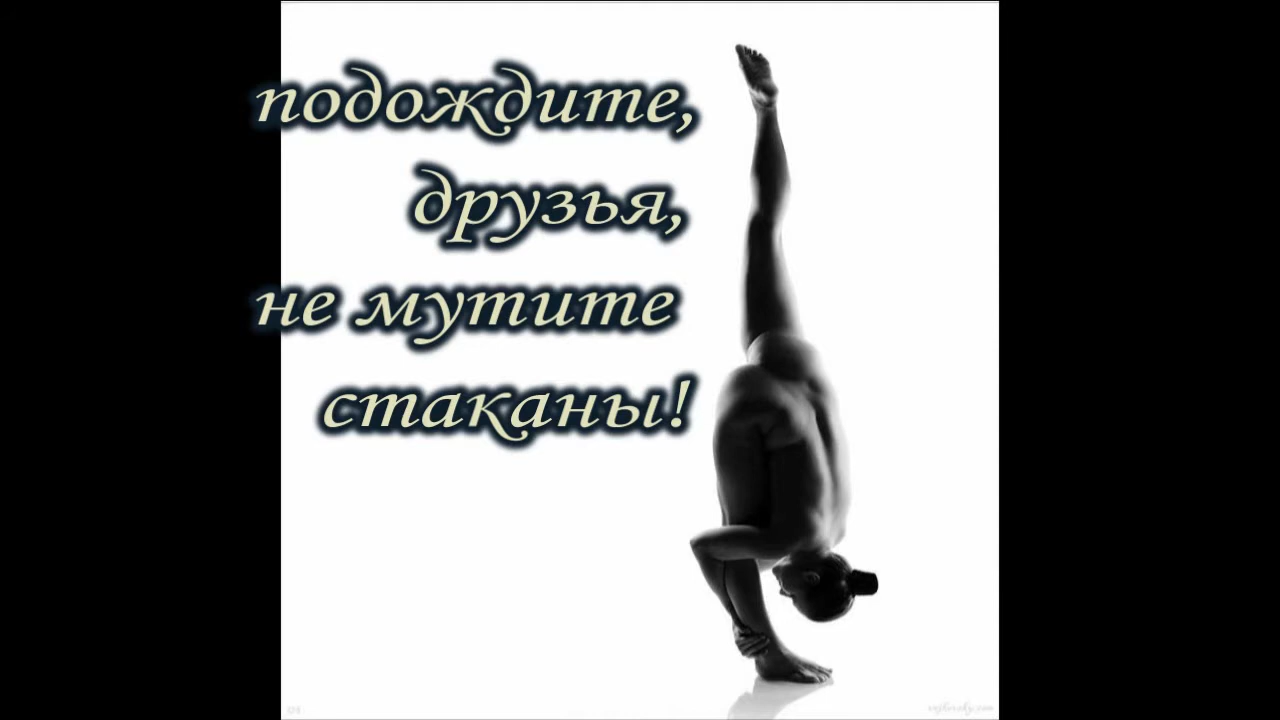 подождите,
друзья,
не мутите
стаканы!